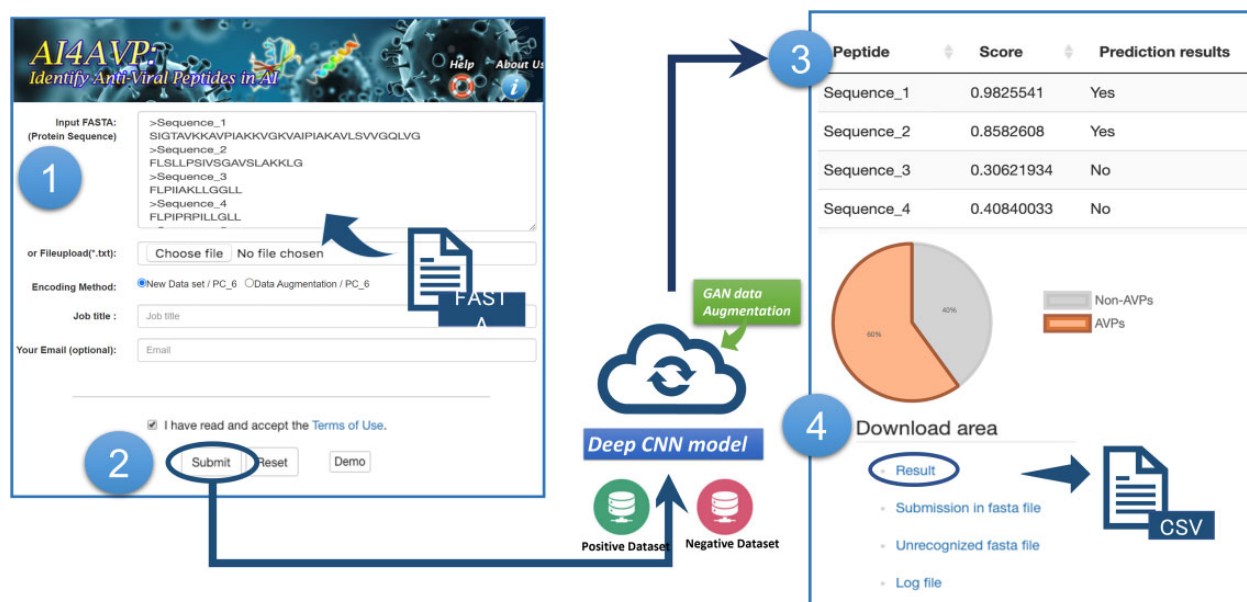 AI4AVP:
Identify Anti-Viral Peptides in AI
Help
About Us
Input FASTA:
(Protein Sequence)
>Sequence_1
SIGTAVKKAVPIAKKVGKVAIPIAKAVLSVVGQLVG
>Sequence_2
FLSLLPSIVSGAVSLAKKLG
>Sequence_3
FLPIIAKLLGGLL
>Sequence_4
FLPIPRPILLGLL
1
or Fileupload(*.txt):
Choose file No file chosen
Encoding Method:
New Data set / PC_6 Data Augmentation / PC_6
FAST
A
Job title :
Job title
Your Email (optional):
Email
I have read and accept the Terms of Use.
2
Submit
Reset
Demo
GAN data
Augmentation
Deep CNN model
Positive Dataset
Negative Dataset
3
Peptide Score Prediction results
Sequence_1 0.9825541 Yes
Sequence_2 0.8582608 Yes
Sequence_3 0.30621934 No
Sequence_4 0.40840033 No
40%
60%
Non-AVPs
AVPs
4
Download area
Result
Submission in fasta file
Unrecognized fasta file
Log file
CSV